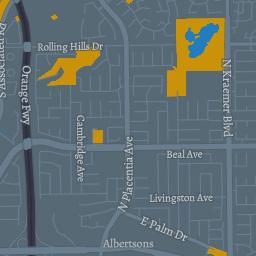 Rolling Hills Dr
Orange Fwy
N Kraemer Blvd
Cambridge Ave
N Placentia Ave
Beal Ave
Livingston Ave
E Palm Dr
Albertsons